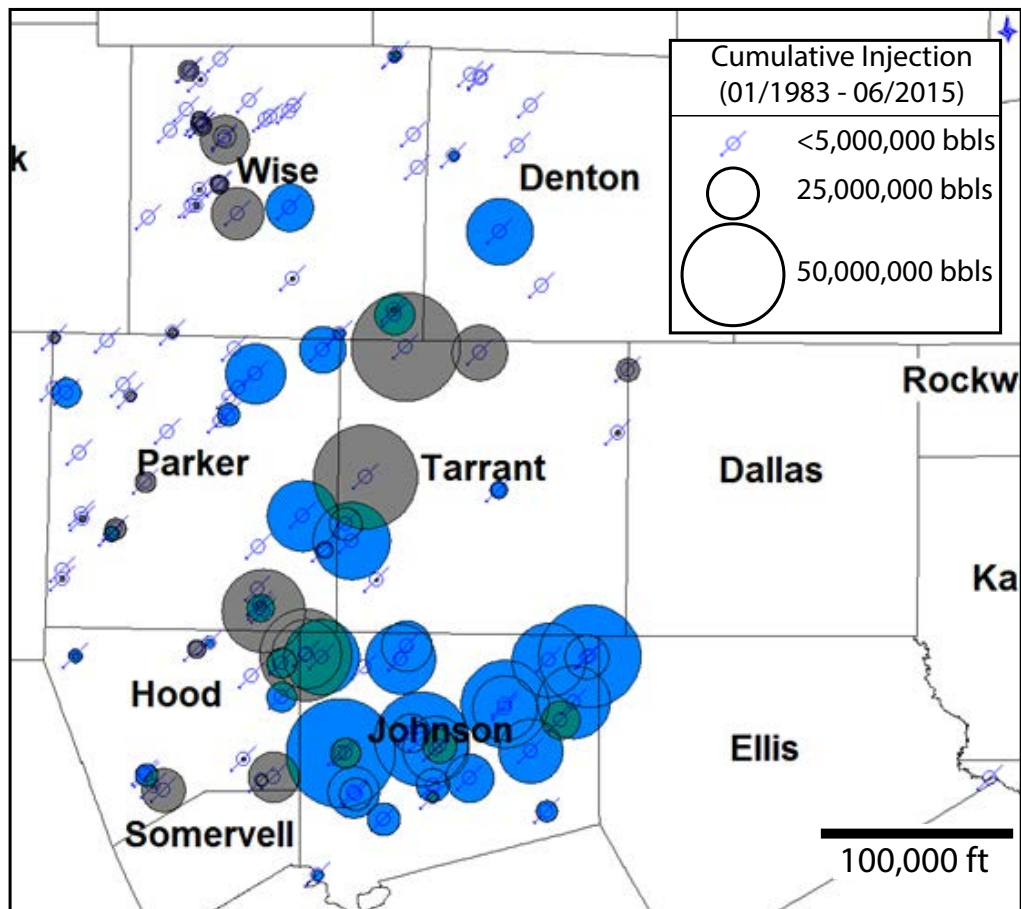 Cumulative Injection
(01/1983 - 06/2015)
<5,000,000 bbls
25,000,000 bbls
50,000,000 bbls
k
Wise
Denton
Rockw
Parker
Tarrant
Dallas
Ka
Hood
Johnson
Ellis
Somervell
100,000 ft